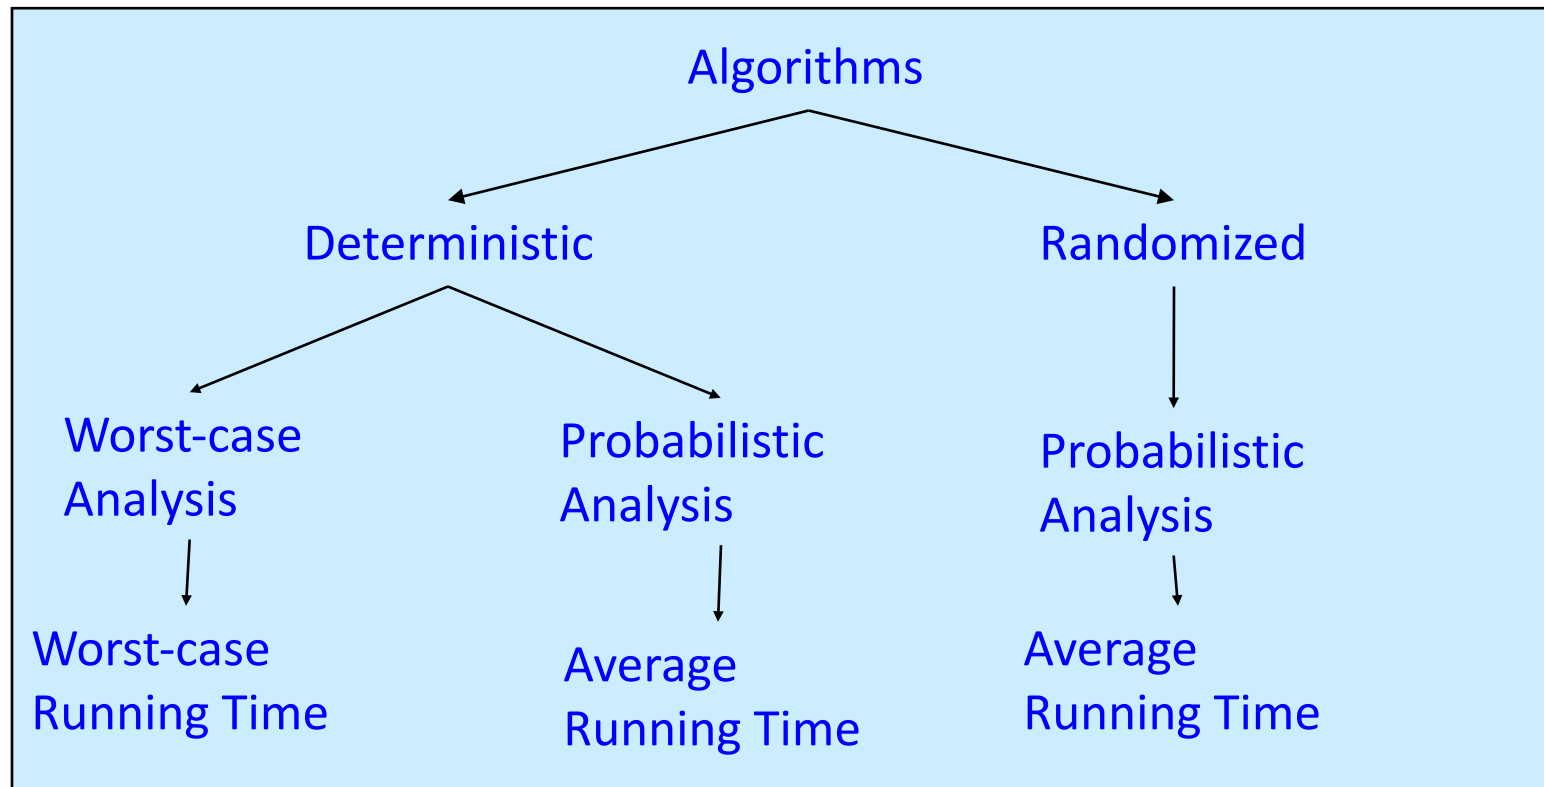 Algorithms
Deterministic
Randomized
Worst-case
Analysis
Probabilistic
Analysis
Probabilistic
Analysis
Worst-case
Running Time
Average
Running Time
Average
Running Time